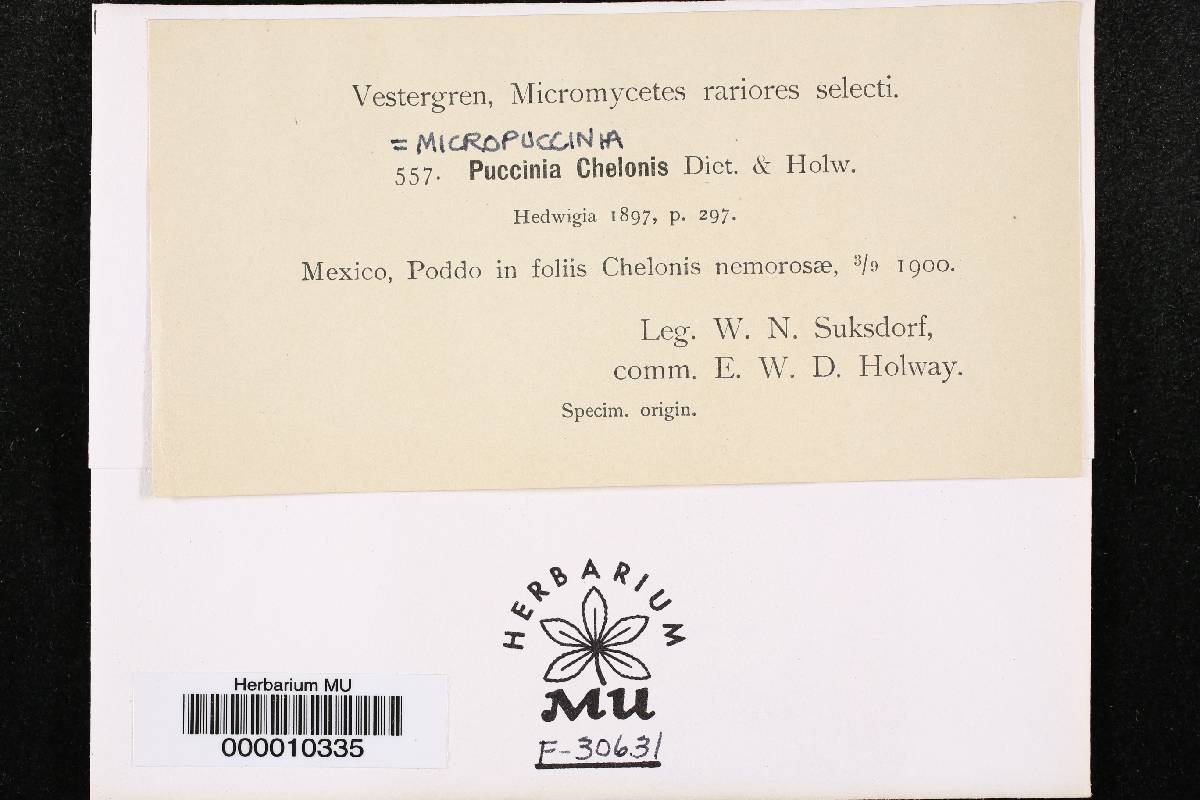 Vestergren, Micromycetes rariores selecti.
= MICROPUCCINIA
557. Puccinia Chelonis Diet. & Holw.
Hedwigia 1897, p. 297.
Mexico, Poddo in foliis Chelonis nemorosæ, 3/9 1900.
Leg. W. N. Suksdorf,
comm. E. W. D. Holway.
Specim. origin.
HERBARIUM
MU
F-30631
Herbarium MU
000010335